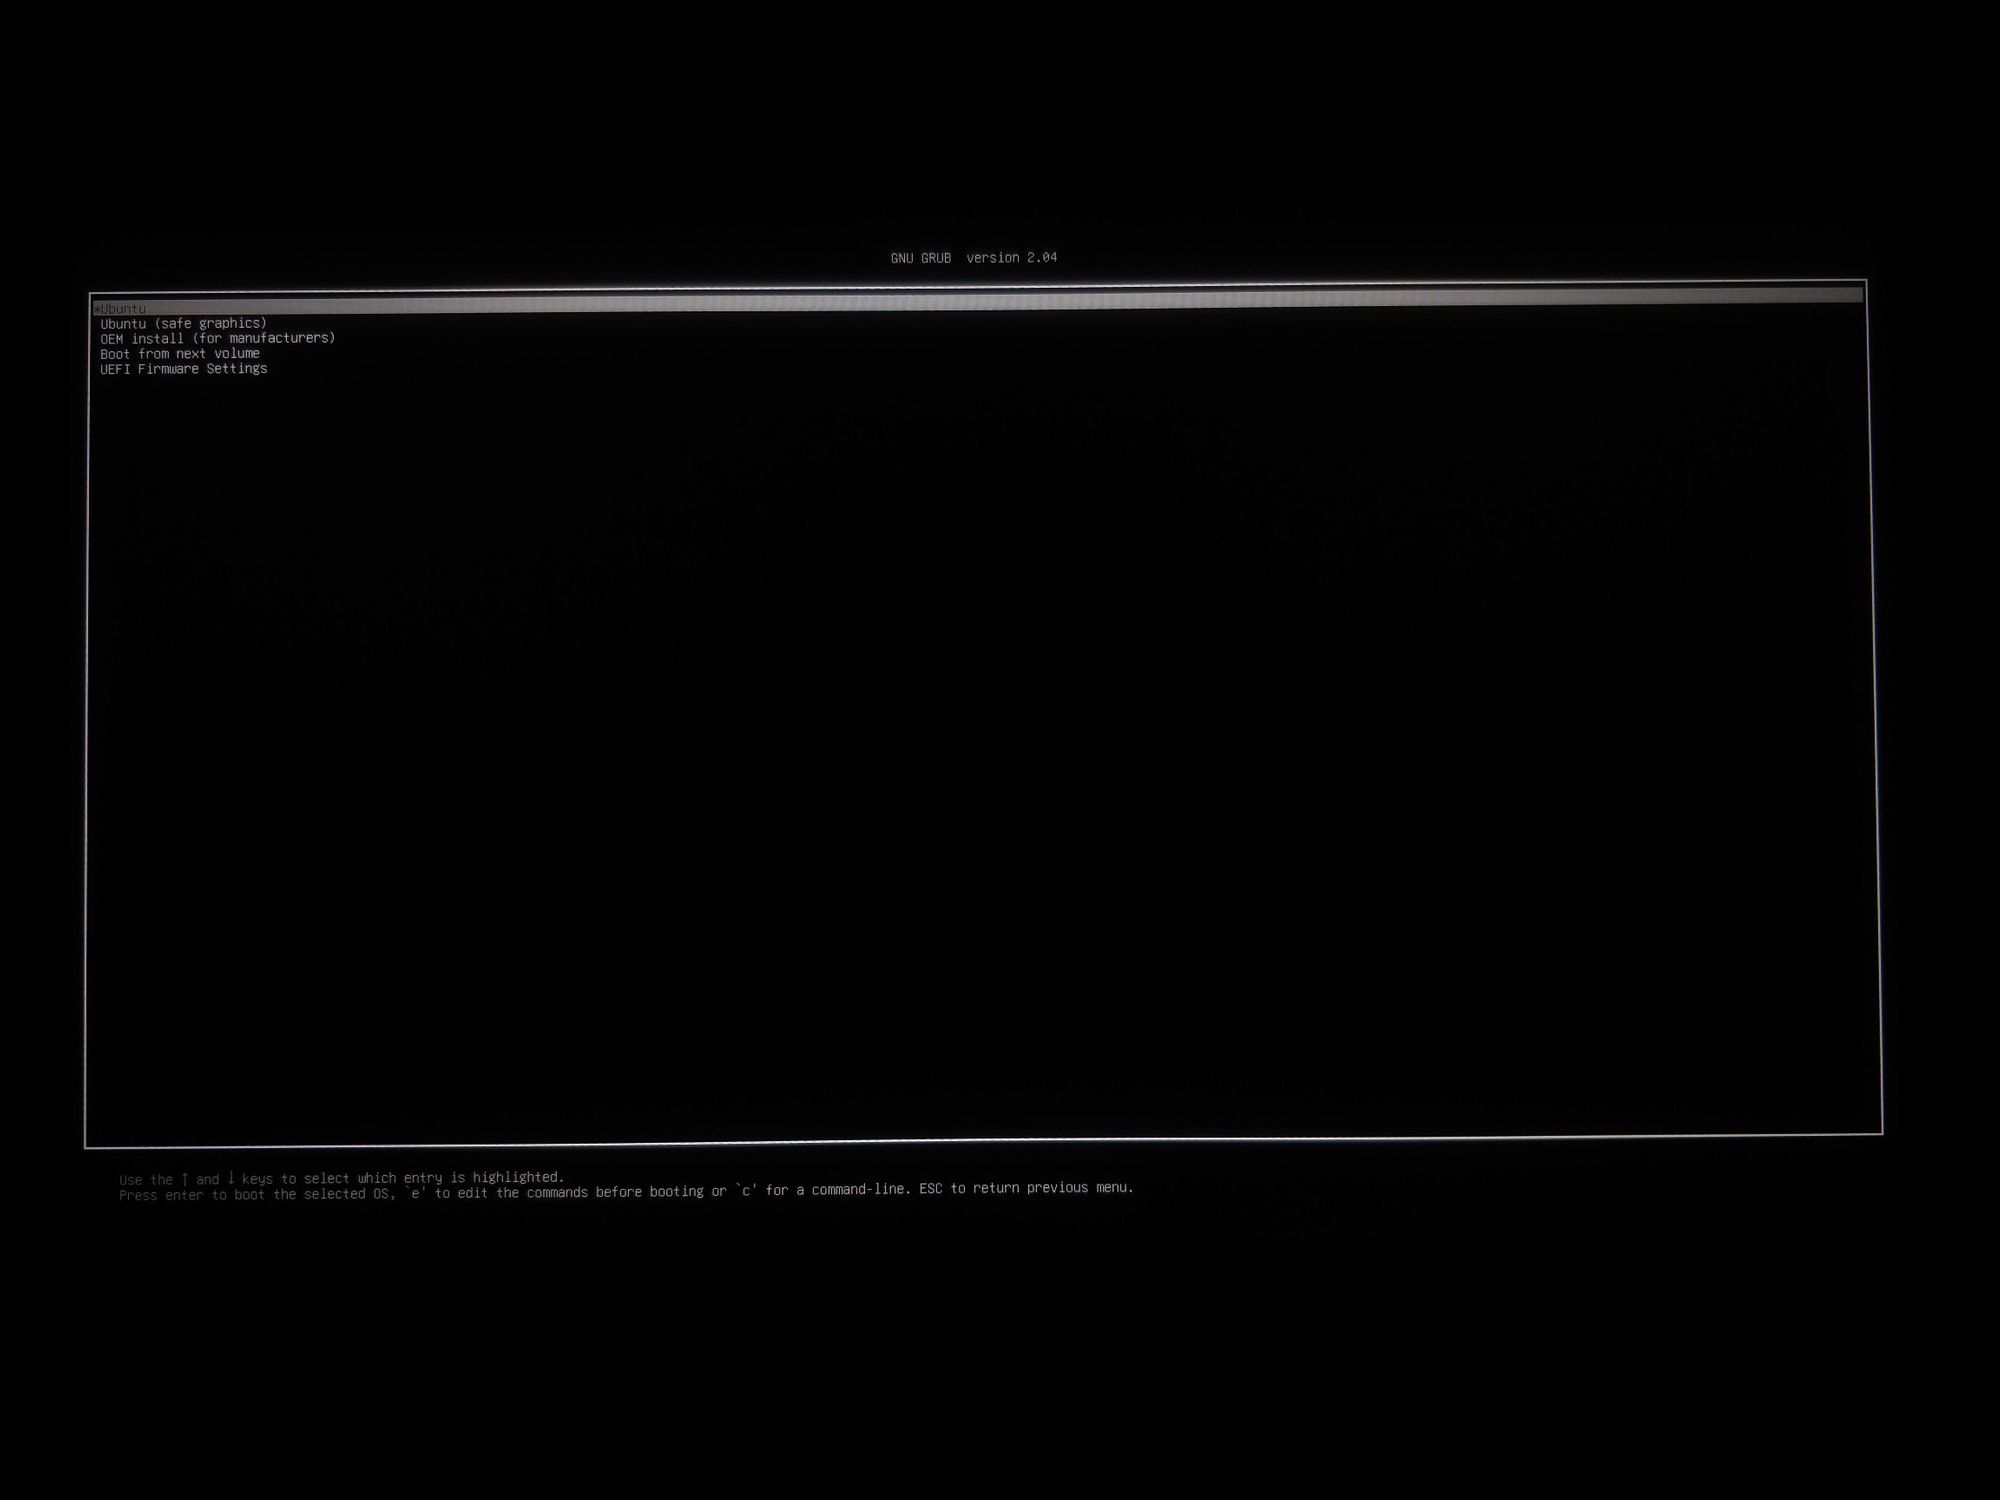 GNU GRUB  version 2.04
*Ubuntu
Ubuntu (safe graphics)
OEM install (for manufacturers)
Boot from next volume
UEFI Firmware Settings
Use the ↑ and ↓ keys to select which entry is highlighted.
Press enter to boot the selected OS, `e' to edit the commands before booting or `c' for a command-line. ESC to return previous menu.